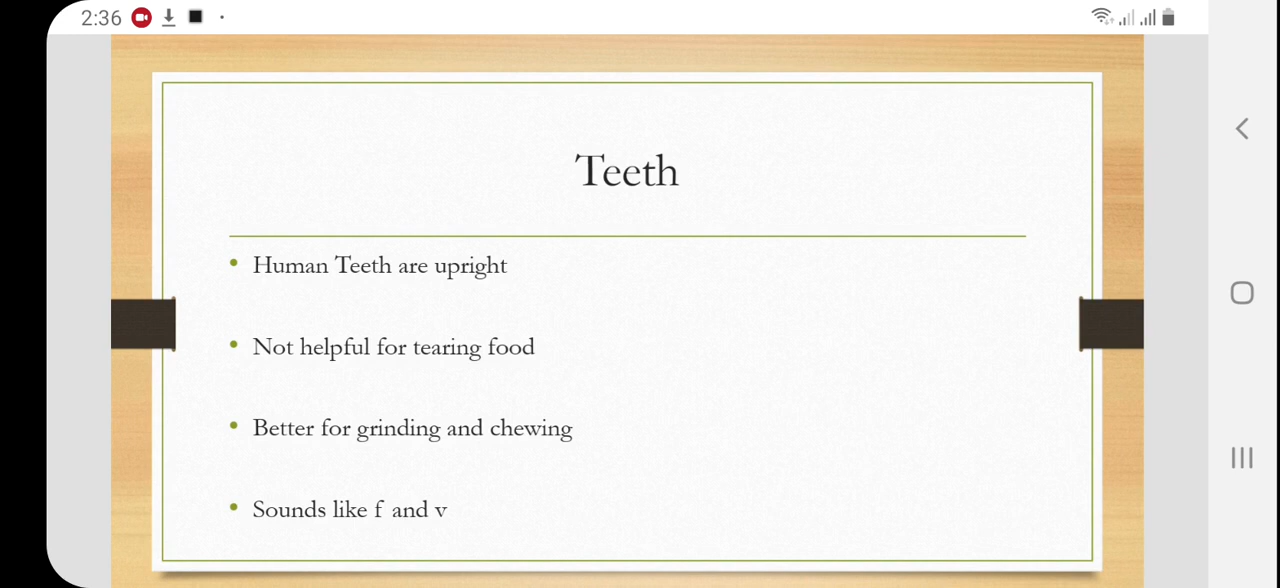 2:36
Teeth
• Human Teeth are upright
• Not helpful for tearing food
• Better for grinding and chewing
• Sounds like f and v